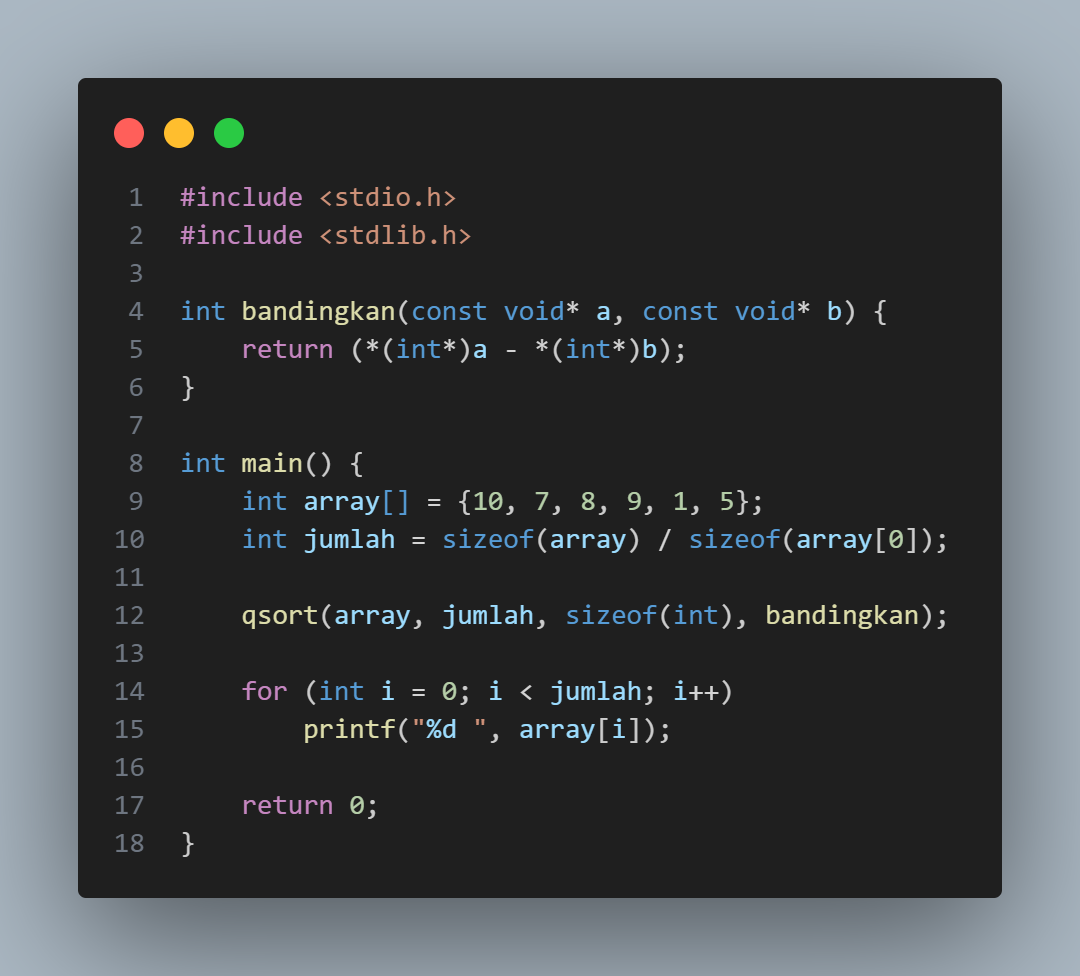 1 #include <stdio.h>
2 #include <stdlib.h>
3
4 int bandingkan(const void* a, const void* b) {
5     return (*(int*)a - *(int*)b);
6 }
7
8 int main() {
9     int array[] = {10, 7, 8, 9, 1, 5};
10     int jumlah = sizeof(array) / sizeof(array[0]);
11
12     qsort(array, jumlah, sizeof(int), bandingkan);
13
14     for (int i = 0; i < jumlah; i++)
15         printf("%d ", array[i]);
16
17     return 0;
18 }